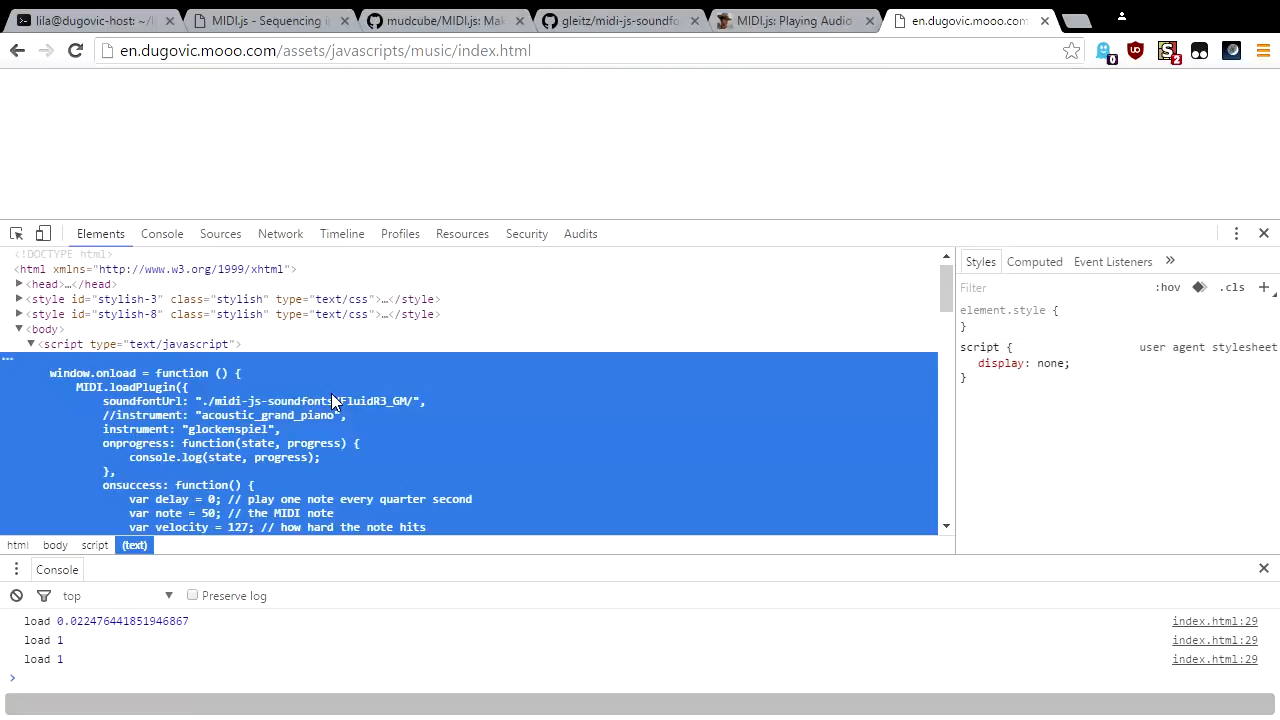 lila@dugovic-host: ~/li
MIDI.js - Sequencing in
mudcube/MIDI.js: Mak
gleitz/midi-js-soundfo
MIDI.js: Playing Audio
en.dugovic.mooo.com
en.dugovic.mooo.com/assets/javascripts/music/index.html
0
2
Elements Console Sources Network Timeline Profiles Resources Security Audits
<!DOCTYPE html>
<html xmlns="http://www.w3.org/1999/xhtml">
<head>…</head>
<style id="stylish-3" class="stylish" type="text/css">…</style>
<style id="stylish-8" class="stylish" type="text/css">…</style>
<body>
<script type="text/javascript">
window.onload = function () {
MIDI.loadPlugin({
soundfontUrl: "./midi-js-soundfonts/FluidR3_GM/",
//instrument: "acoustic_grand_piano",
instrument: "glockenspiel",
onprogress: function(state, progress) {
console.log(state, progress);
},
onsuccess: function() {
var delay = 0; // play one note every quarter second
var note = 50; // the MIDI note
var velocity = 127; // how hard the note hits
html body script (text)
Styles Computed Event Listeners »
Filter :hov .cls +
element.style {
}
script { user agent stylesheet
display: none;
}
Console
top Preserve log
load 0.022476441851946867 index.html:29
load 1 index.html:29
load 1 index.html:29
>